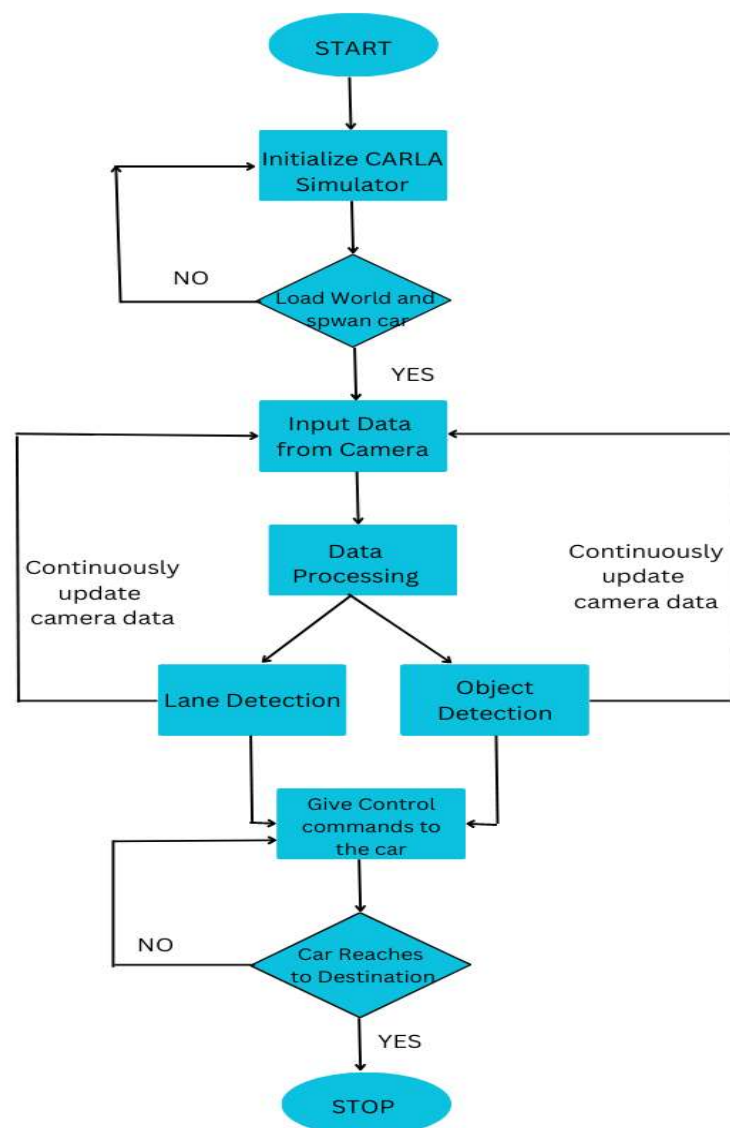 START
Initialize CARLA
Simulator
NO
Load World and
spwan car
YES
Input Data
from Camera
Data
Processing
Continuously
update
camera data
Continuously
update
camera data
Lane Detection
Object
Detection
Give Control
commands to
the car
NO
Car Reaches
to Destination
YES
STOP